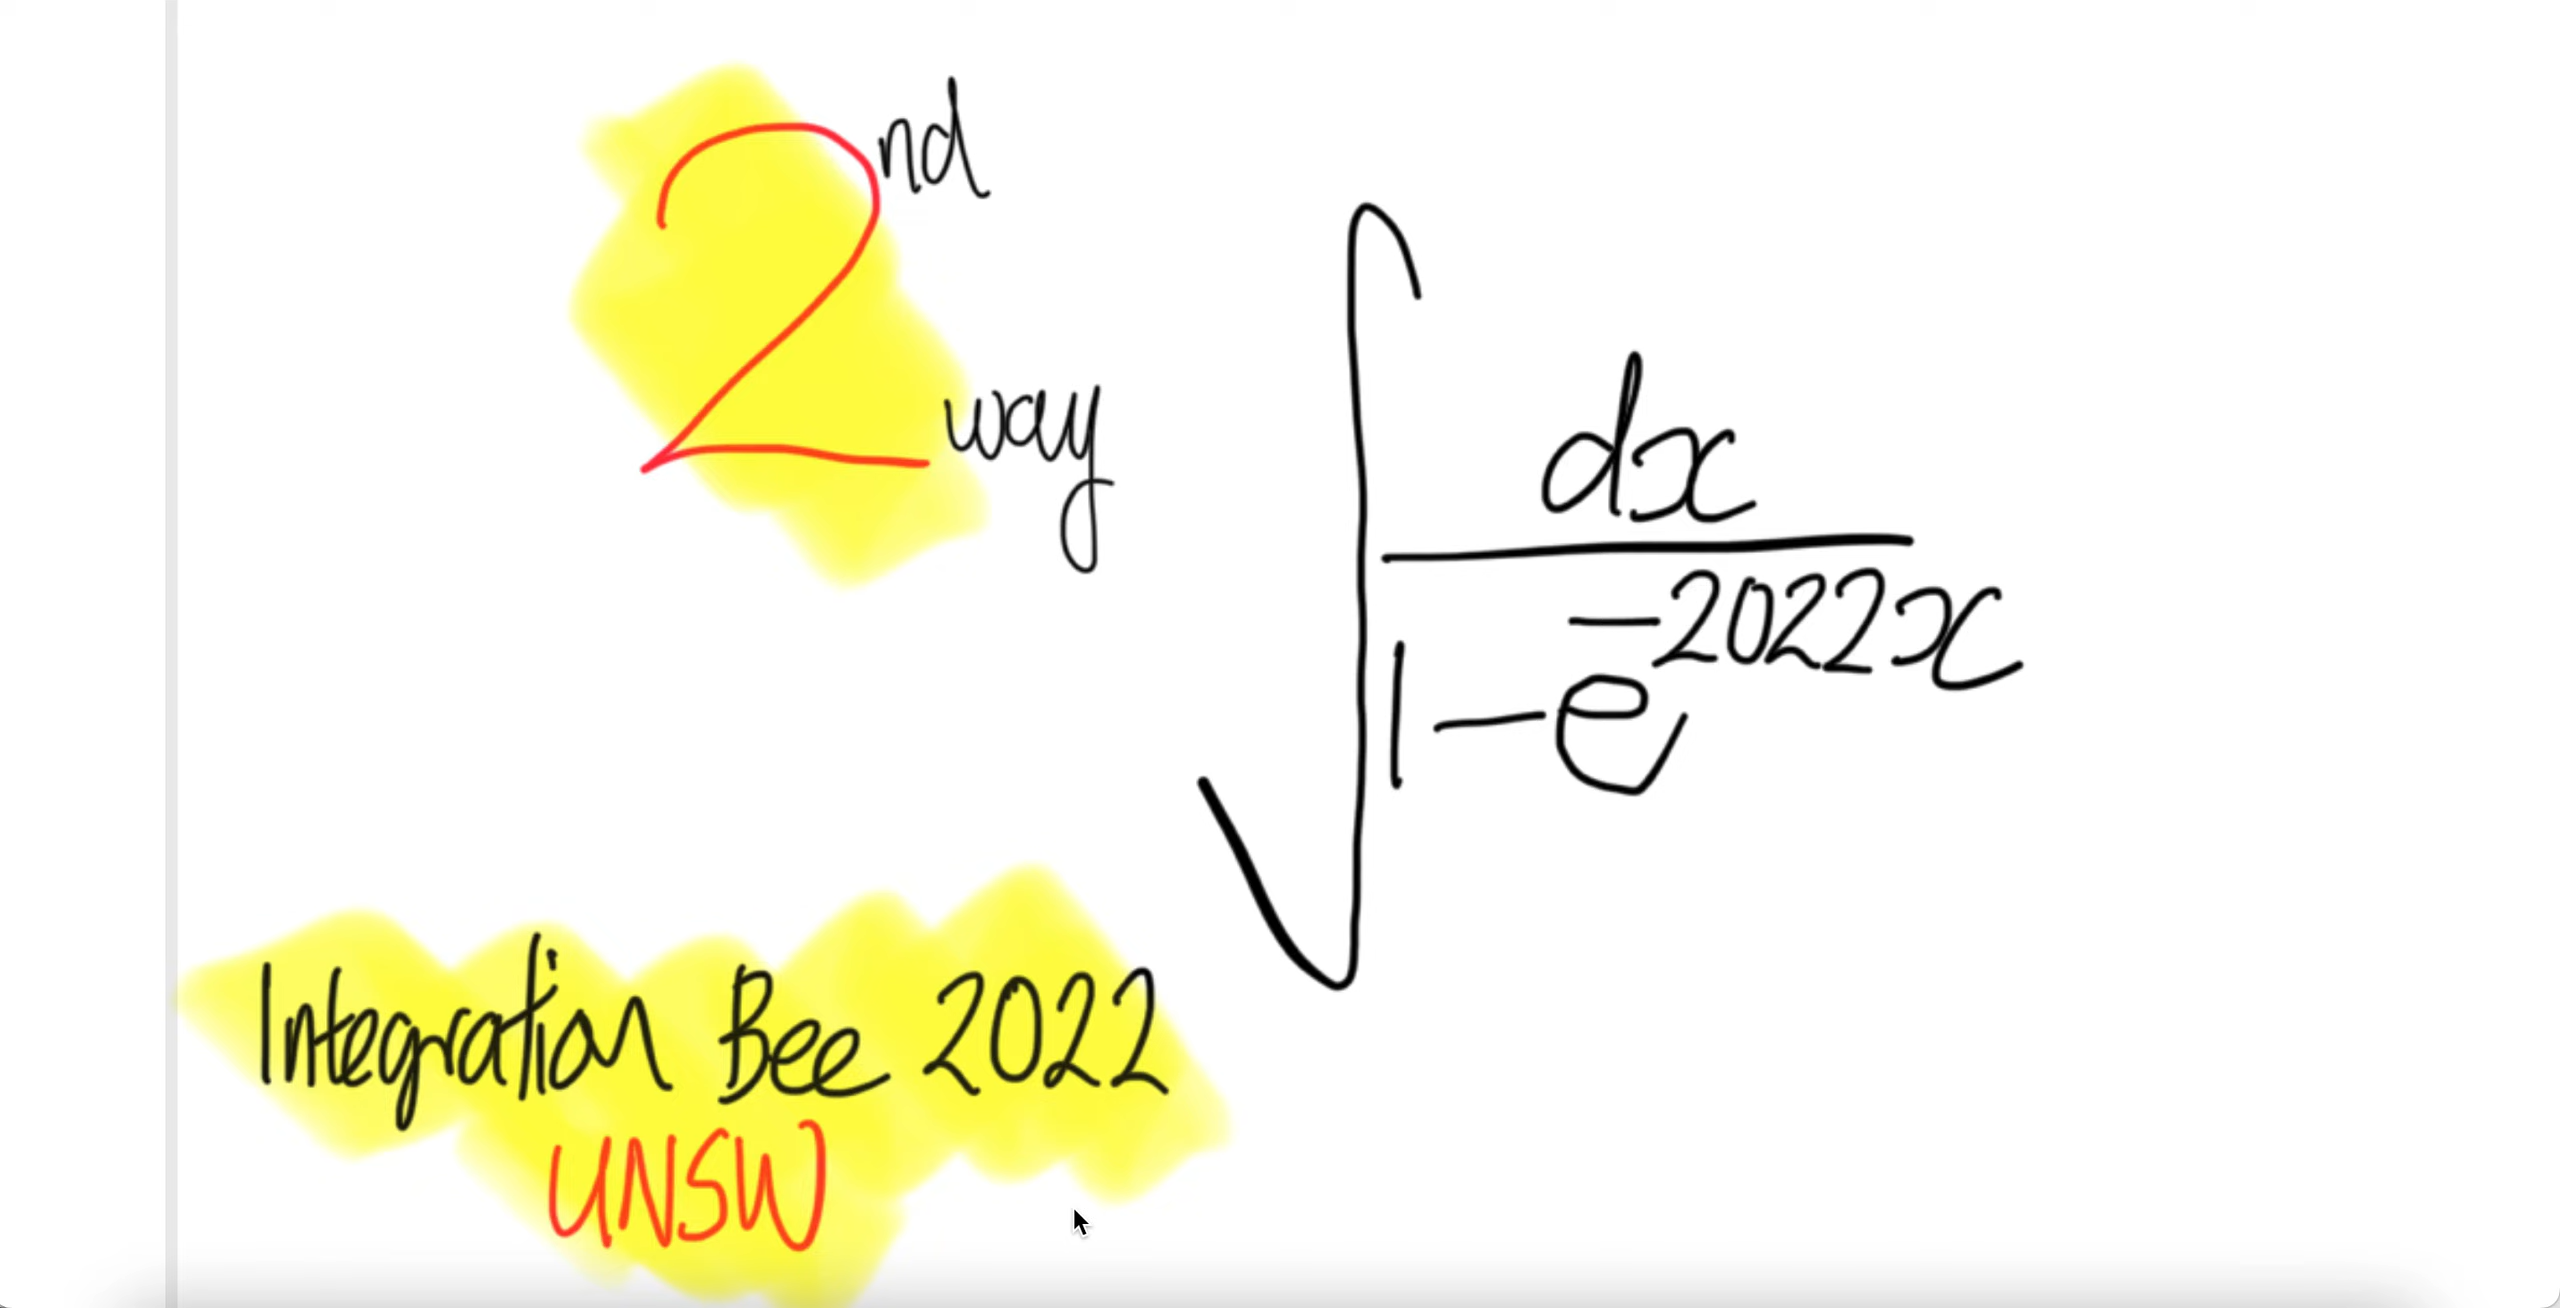 2nd
way
∫ dx
1-e^-2022x
Integration Bee 2022
UNSW